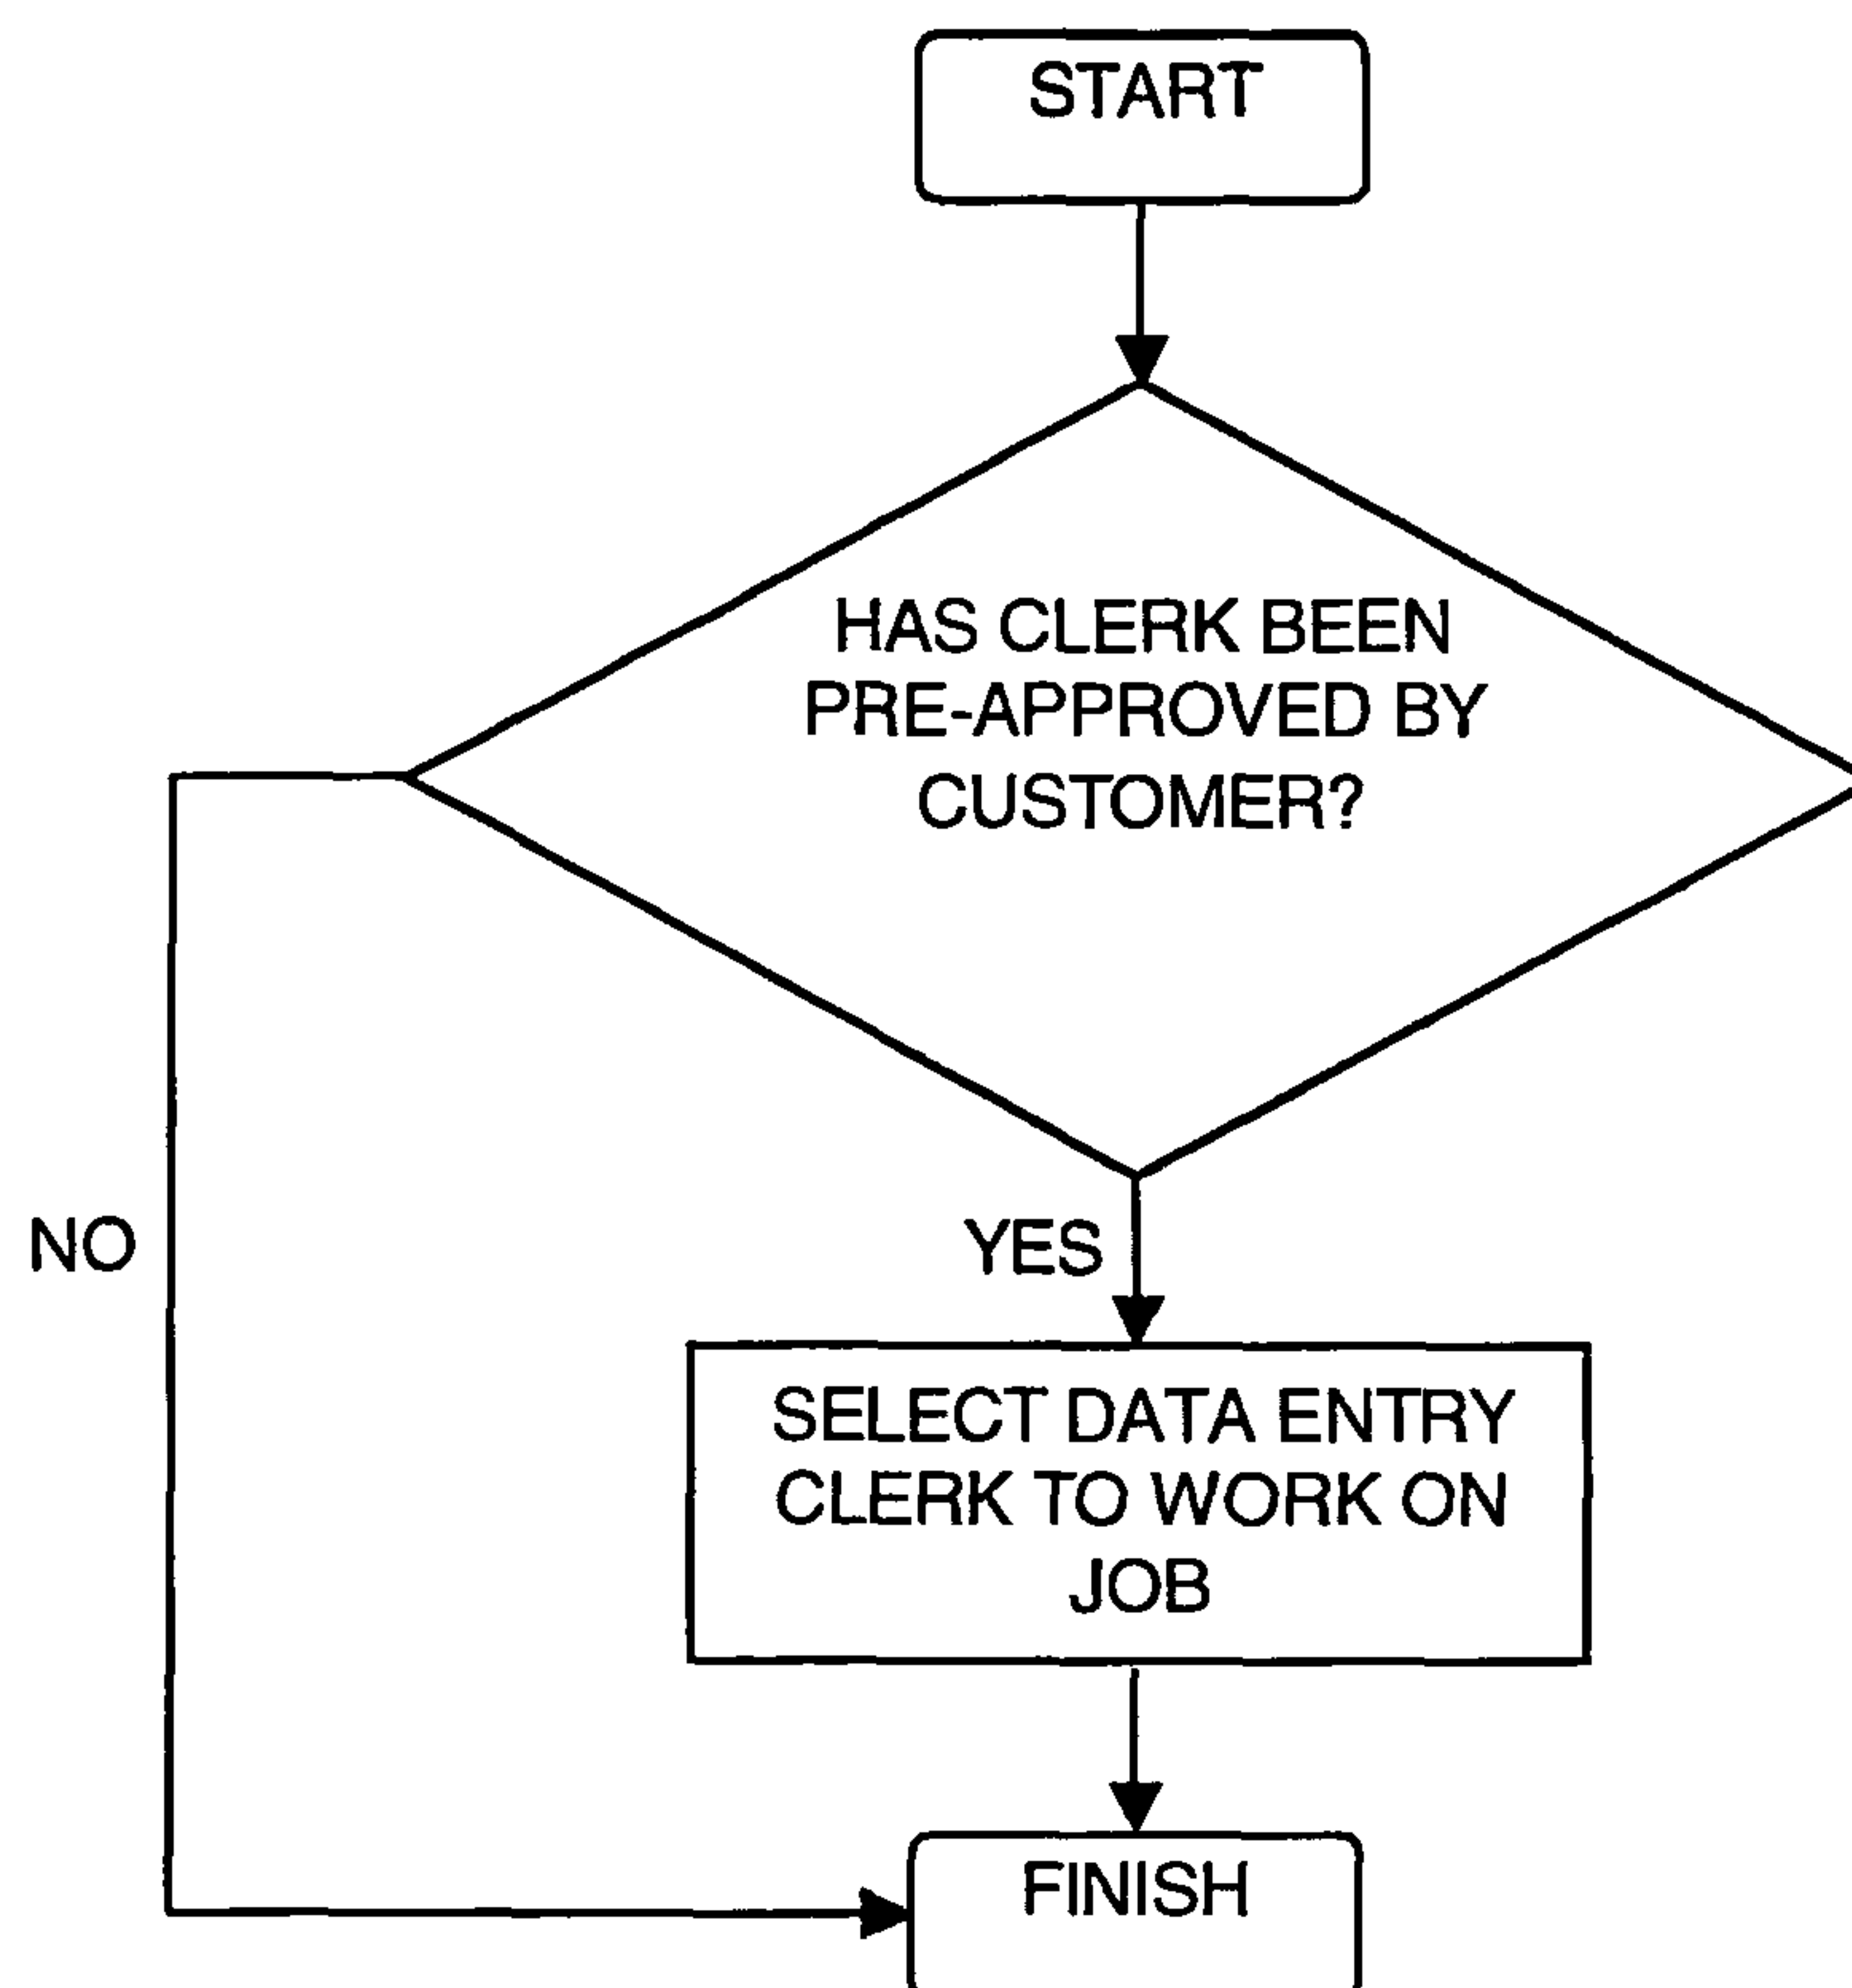 START
HAS CLERK BEEN
PRE-APPROVED BY
CUSTOMER?
NO
YES
SELECT DATA ENTRY
CLERK TO WORK ON
JOB
FINISH